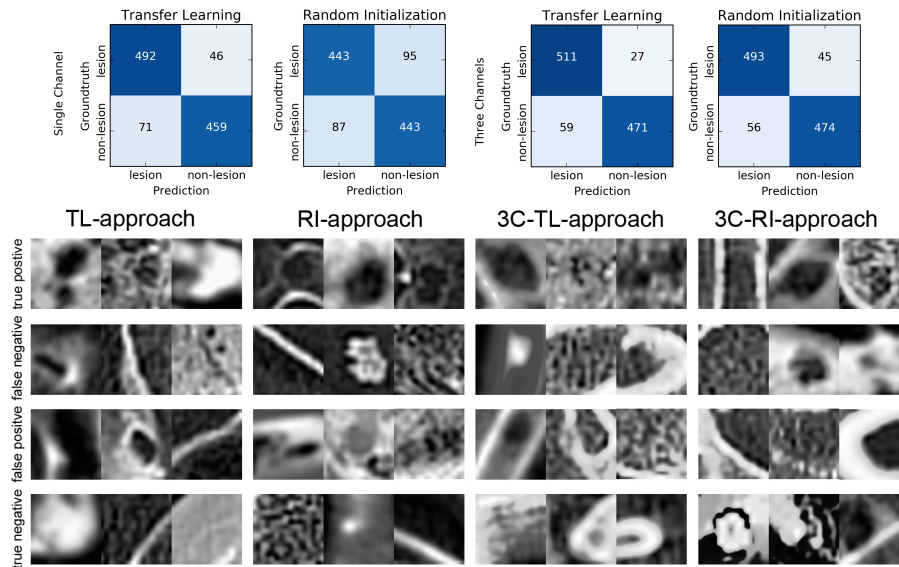 Transfer Learning
Random Initialization
Transfer Learning
Random Initialization
Single Channel
Groundtruth
lesion
non-lesion
492 46
71 459
lesion non-lesion
Prediction
Groundtruth
lesion
non-lesion
443 95
87 443
lesion non-lesion
Prediction
Three Channels
Groundtruth
lesion
non-lesion
511 27
59 471
lesion non-lesion
Prediction
Groundtruth
lesion
non-lesion
493 45
56 474
lesion non-lesion
Prediction
TL-approach
RI-approach
3C-TL-approach
3C-RI-approach
true postive
false negative
false positve
true negative